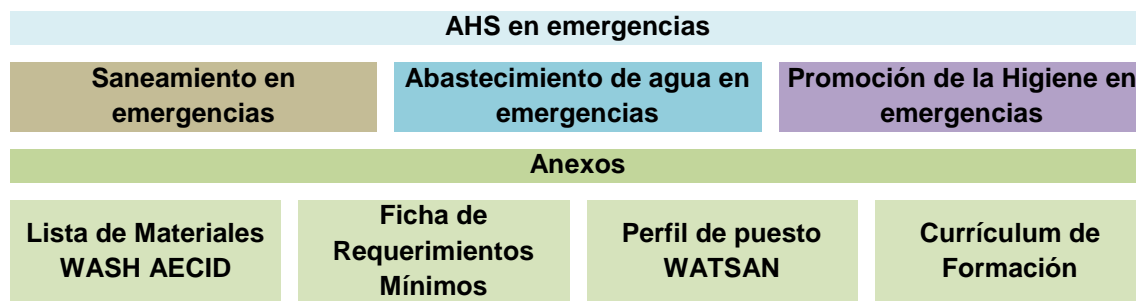 AHS en emergencias
Saneamiento en
emergencias
Abastecimiento de agua en
emergencias
Promoción de la Higiene en
emergencias
Anexos
Lista de Materiales
WASH AECID
Ficha de
Requerimientos
Mínimos
Perfil de puesto
WATSAN
Currículum de
Formación